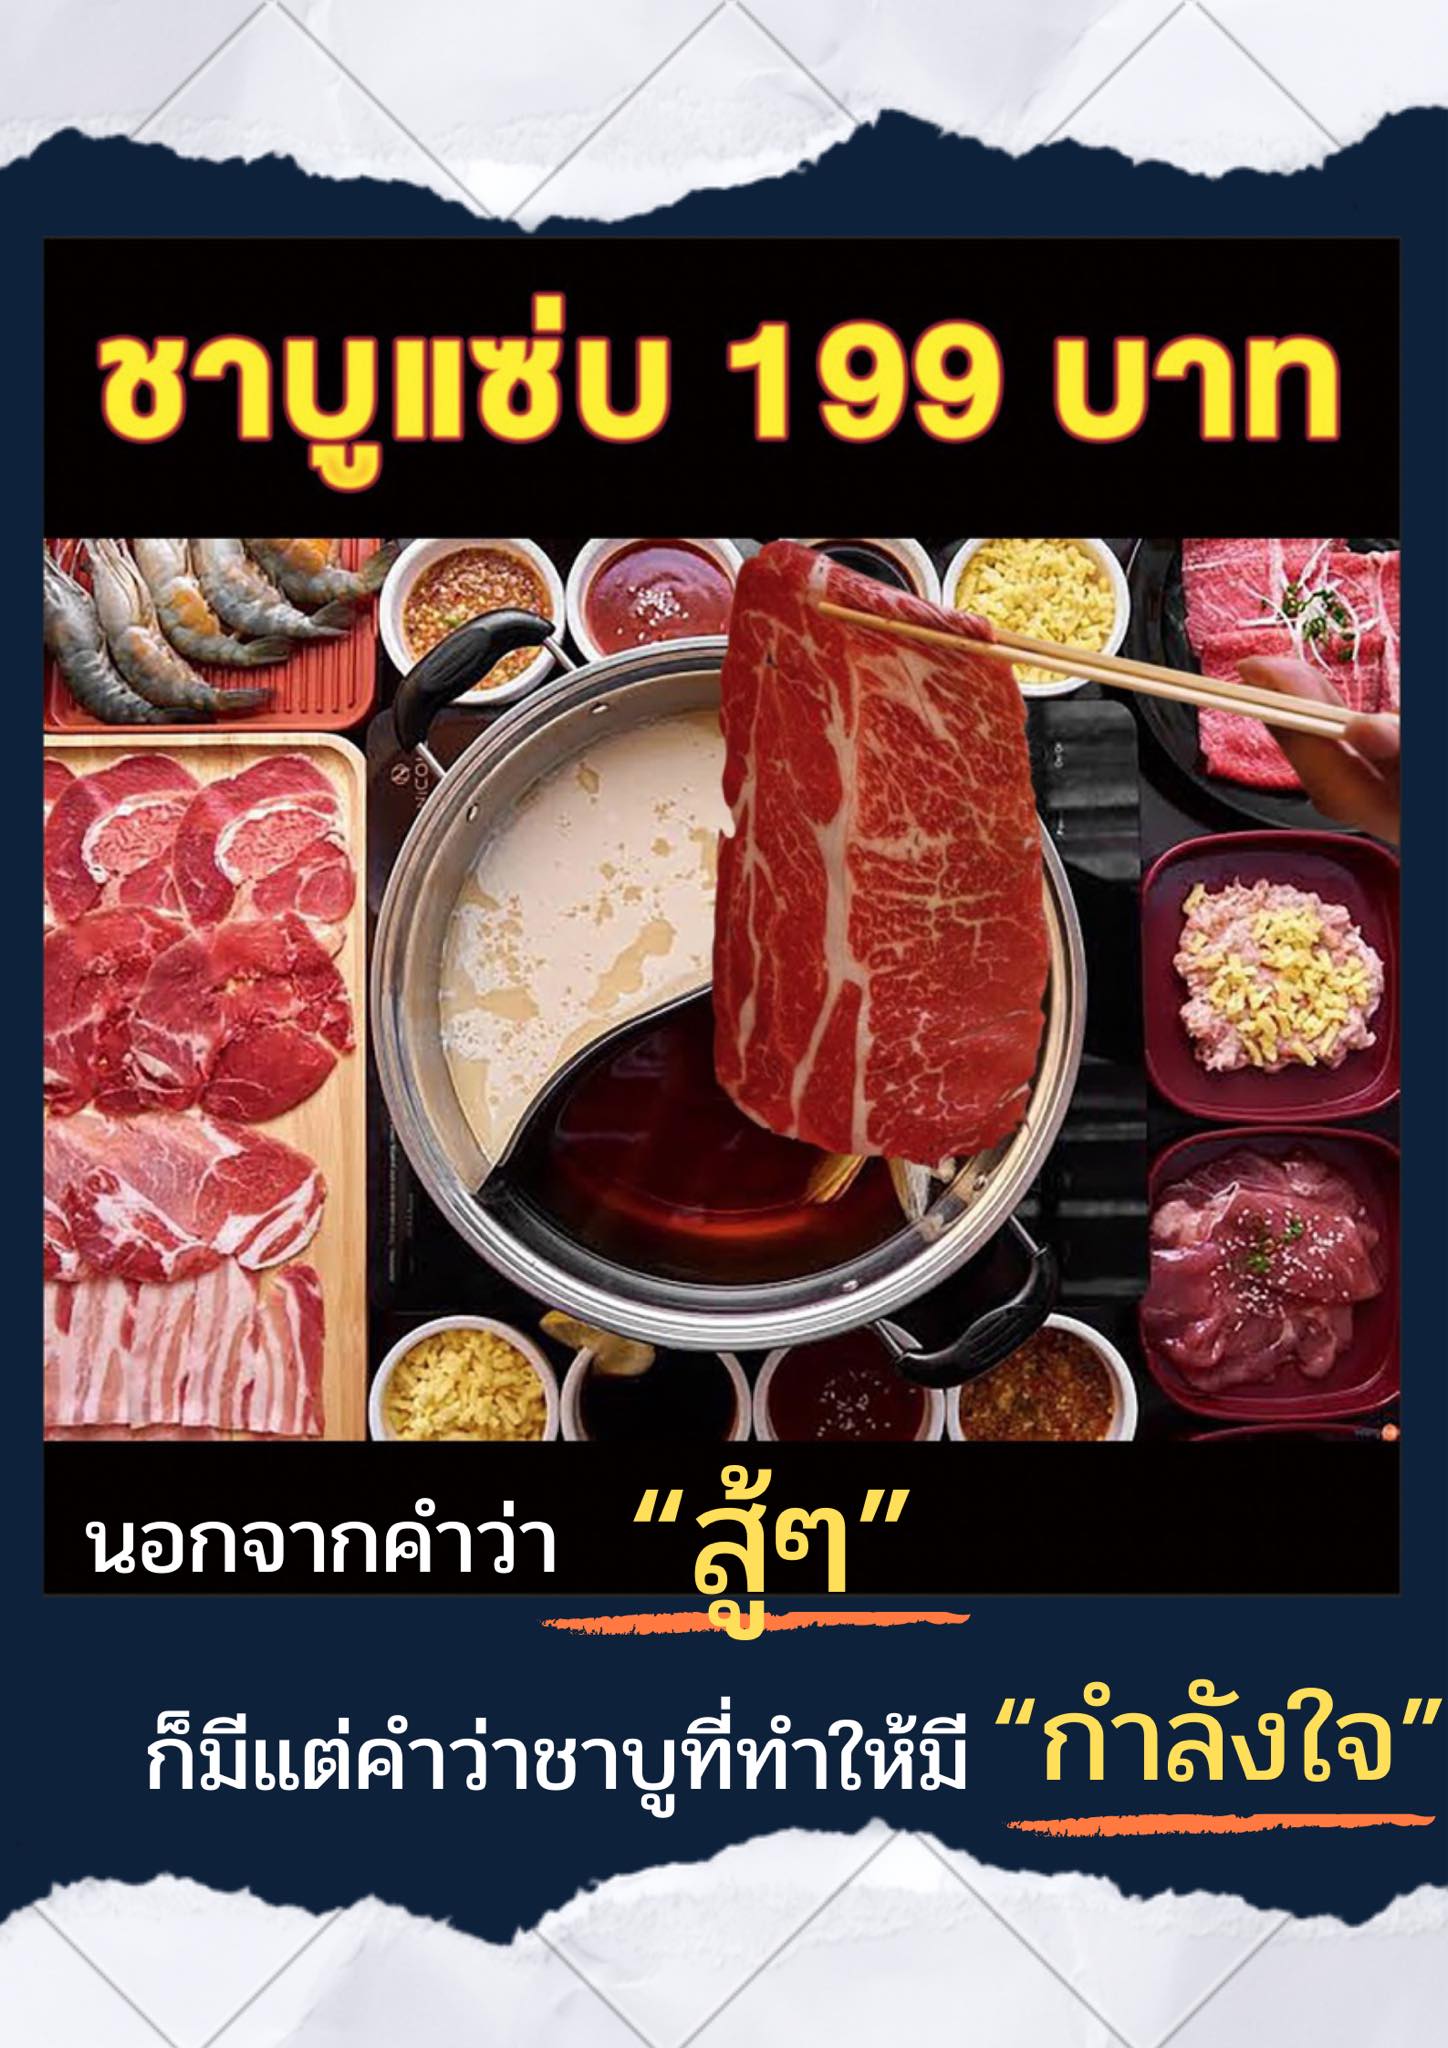 ชาบูแซ่บ 199 บาท
นอกจากคำว่า “สู้ๆ”
ก็มีแต่คำว่าชาบูที่ทำให้มี “กำลังใจ”